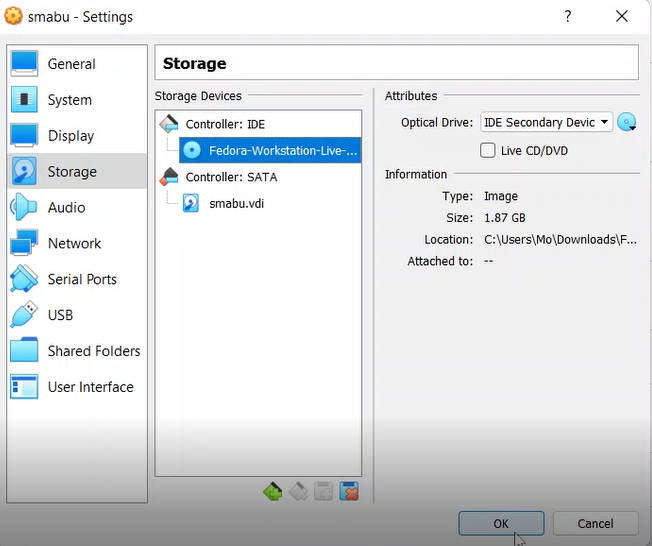 smabu - Settings
?
General
System
Display
Storage
Audio
Network
Serial Ports
USB
Shared Folders
User Interface
Storage
Storage Devices
Controller: IDE
Fedora-Workstation-Live-...
Controller: SATA
smabu.vdi
Attributes
Optical Drive: IDE Secondary Devic
Live CD/DVD
Information
Type: Image
Size: 1.87 GB
Location: C:\Users\Mo\Downloads\F...
Attached to: --
OK
Cancel